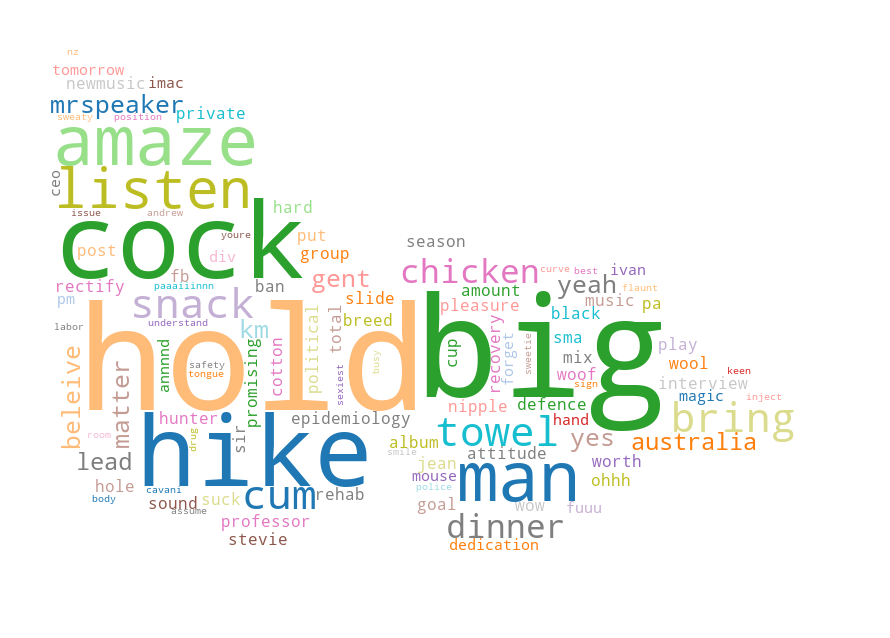 nz
tomorrow
newmusic imac
mrspeaker private
sweaty position
amaze
ceo listen
issue andrew hard
cock youre put season
post div group
rectify fb ban gent chicken curve best ivan
pm snack slide amount yeah flaunt
labor understand km political total breed pleasure music pa
paaaiiinnn
hold big black
beleive matter annnnd safety promising cotton sexiest busy cup recovery forget sweetie sma play
tongue mix wool keen
woof sign interview
nipple defence magic inject
hunter epidemiology hand bring
room drug sir hike album towel yes australia
smile attitude
lead jean man worth
hole cavani rehab mouse ohhh
body suck cum police
sound assume goal wow fuuu
professor dinner
stevie dedication